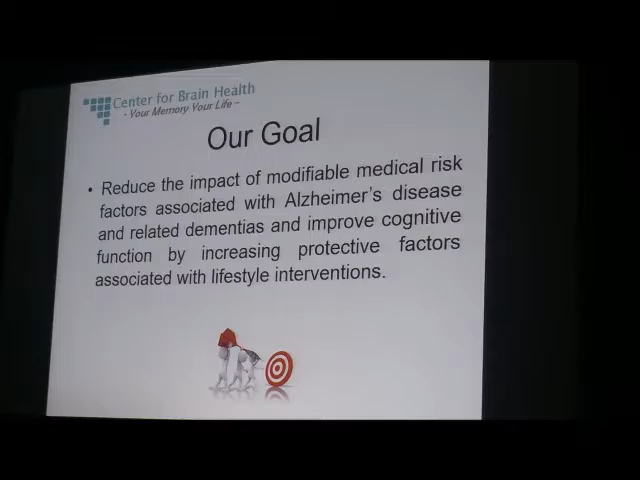 Center for Brain Health
- Your Memory Your Life ~
Our Goal
• Reduce the impact of modifiable medical risk
factors associated with Alzheimer's disease
and related dementias and improve cognitive
function by increasing protective factors
associated with lifestyle interventions.